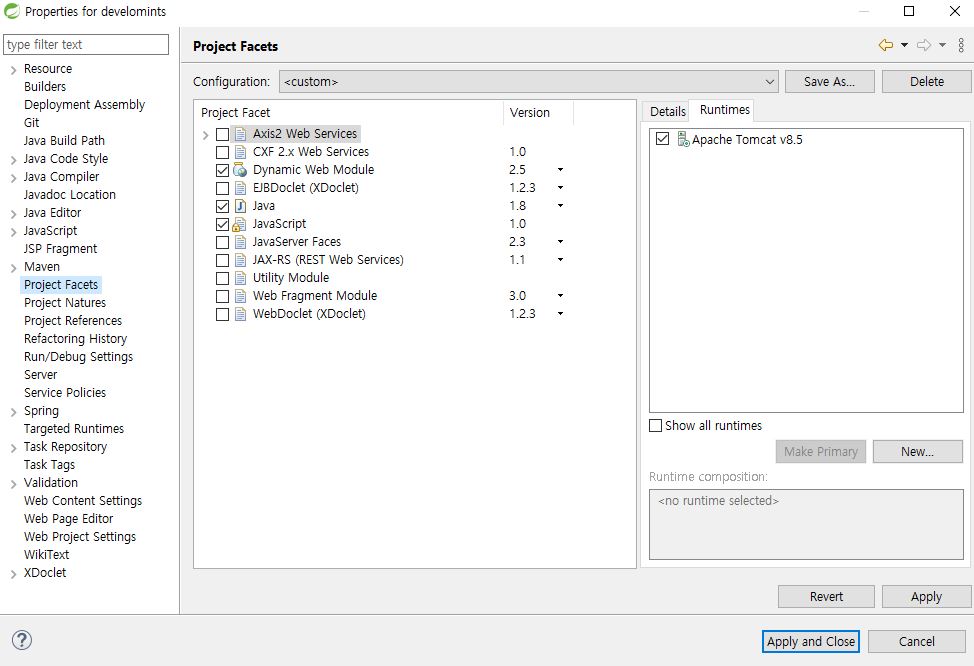 Properties for develomints
type filter text
Resource
Builders
Deployment Assembly
Git
Java Build Path
Java Code Style
Java Compiler
Javadoc Location
Java Editor
JavaScript
JSP Fragment
Maven
Project Facets
Project Natures
Project References
Refactoring History
Run/Debug Settings
Server
Service Policies
Spring
Targeted Runtimes
Task Repository
Task Tags
Validation
Web Content Settings
Web Page Editor
Web Project Settings
WikiText
XDoclet
Project Facets
Configuration: <custom> Save As... Delete
Project Facet Version
Axis2 Web Services
CXF 2.x Web Services 1.0
Dynamic Web Module 2.5
EJBDoclet (XDoclet) 1.2.3
Java 1.8
JavaScript 1.0
JavaServer Faces 2.3
JAX-RS (REST Web Services) 1.1
Utility Module
Web Fragment Module 3.0
WebDoclet (XDoclet) 1.2.3
Details Runtimes
Apache Tomcat v8.5
Show all runtimes
Make Primary New...
Runtime composition:
<no runtime selected>
Revert Apply
Apply and Close Cancel